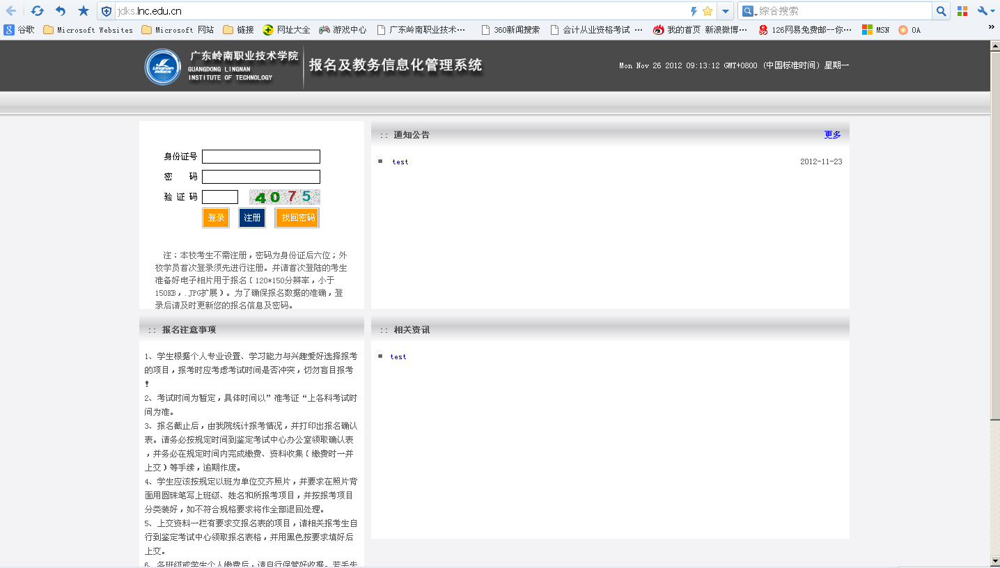 jdks.lnc.edu.cn
综合搜索
谷歌 Microsoft Websites Microsoft 网站 链接 网址大全 游戏中心 广东岭南职业技术… 360新闻搜索 会计从业资格考试 … 我的首页 新浪微博… 126网易免费邮--你… MSN OA »
广东岭南职业技术学院
GUANGDONG LINGNAN
INSTITUTE OF TECHNOLOGY
报名及教务信息化管理系统
Mon Nov 26 2012 09:13:12 GMT+0800 (中国标准时间) 星期一
身份证号
密 码
验 证 码 4075
登录 注册 找回密码
注：本校考生不需注册，密码为身份证后六位；外
校学员首次登录须先进行注册。并请首次登陆的考生
准备好电子相片用于报名（120*150分辨率，小于
150KB，.JPG扩展）。为了确保报名数据的准确，登
录后请及时更新您的报名信息及密码。
:: 通知公告 更多
test 2012-11-23
:: 报名注意事项
1、学生根据个人专业设置、学习能力与兴趣爱好选择报考
的项目，报考时应考虑考试时间是否冲突，切勿盲目报考
！
2、考试时间为暂定，具体时间以”准考证“上各科考试时
间为准。
3、报名截止后，由我院统计报考情况，并打印出报名确认
表。请务必按规定时间到鉴定考试中心办公室领取确认表
，并务必在规定时间内完成缴费、资料收集（缴费时一并
上交）等手续，逾期作废。
4、学生应该按规定以班为单位交齐照片，并要求在照片背
面用圆珠笔写上班级、姓名和所报考项目，并按报考项目
分类装好，如不符合规格要求将作全部退回处理。
5、上交资料一栏有要求交报名表的项目，请相关报考生自
行到鉴定考试中心领取报名表格，并用黑色按要求填好后
上交。
6、各班级或学生个人缴费后，请自行保管好收据。若丢失
:: 相关资讯
test